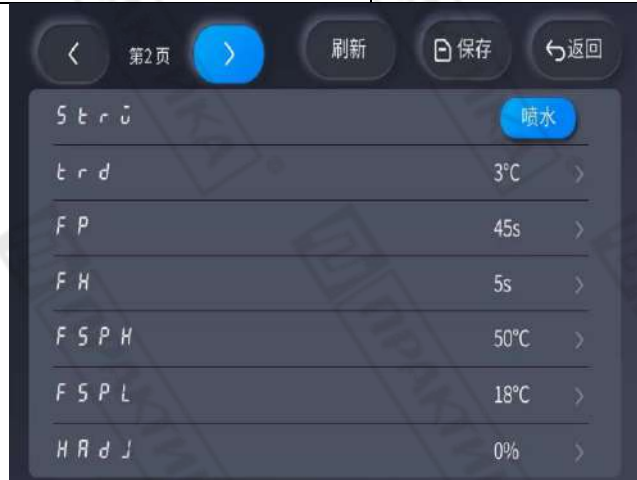 第2页 刷新 保存 返回
StrW 喷水
trd 3°C
FP 45s
FH 5s
FSPH 50°C
FSPL 18°C
HAdJ 0%
ПРАКТИКА®